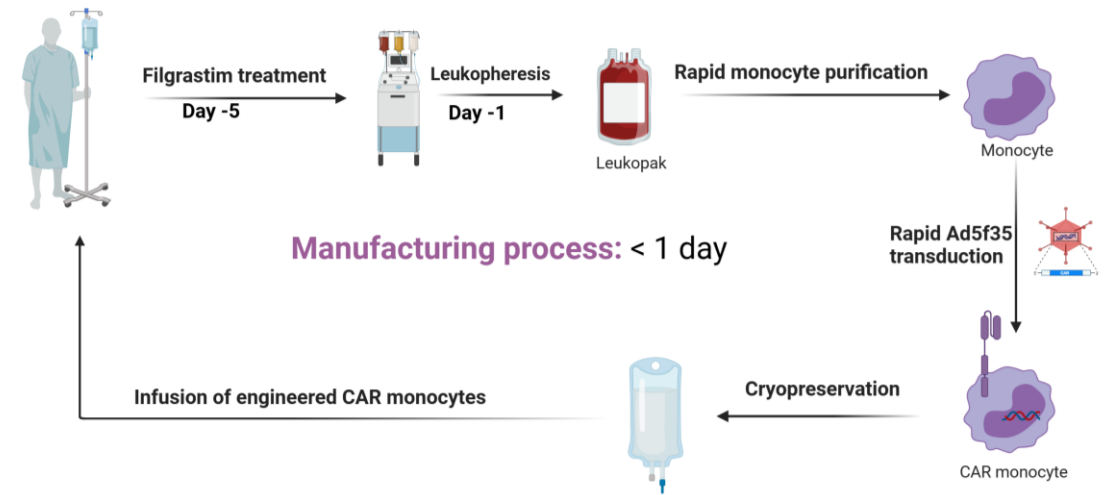 Filgrastim treatment
Day -5
Leukopheresis
Day -1
Leukopak
Rapid monocyte purification
Monocyte
Manufacturing process: < 1 day
Rapid Ad5f35
transduction
CAR
CAR monocyte
Cryopreservation
Infusion of engineered CAR monocytes